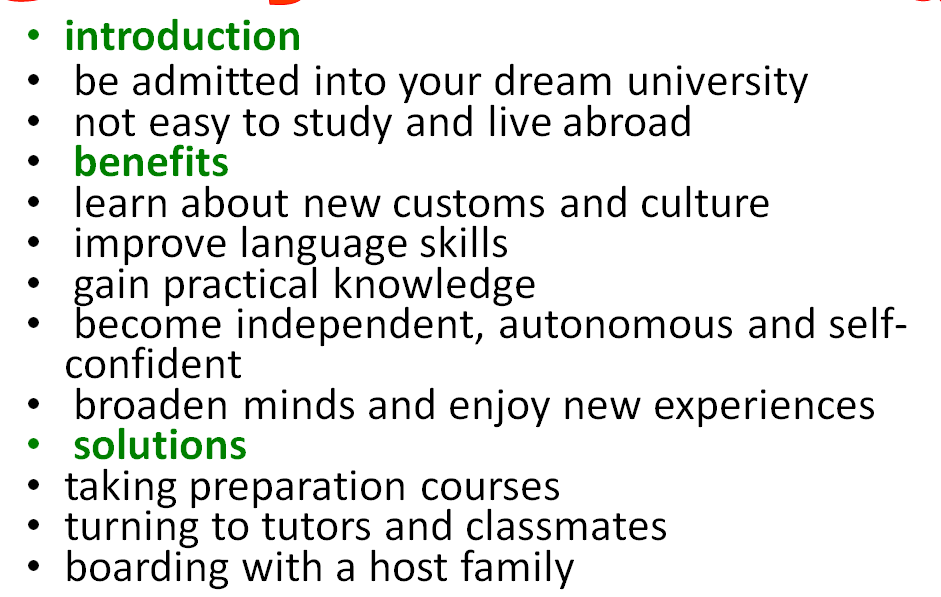 • introduction
• be admitted into your dream university
• not easy to study and live abroad
• benefits
• learn about new customs and culture
• improve language skills
• gain practical knowledge
• become independent, autonomous and self-
confident
• broaden minds and enjoy new experiences
• solutions
• taking preparation courses
• turning to tutors and classmates
• boarding with a host family